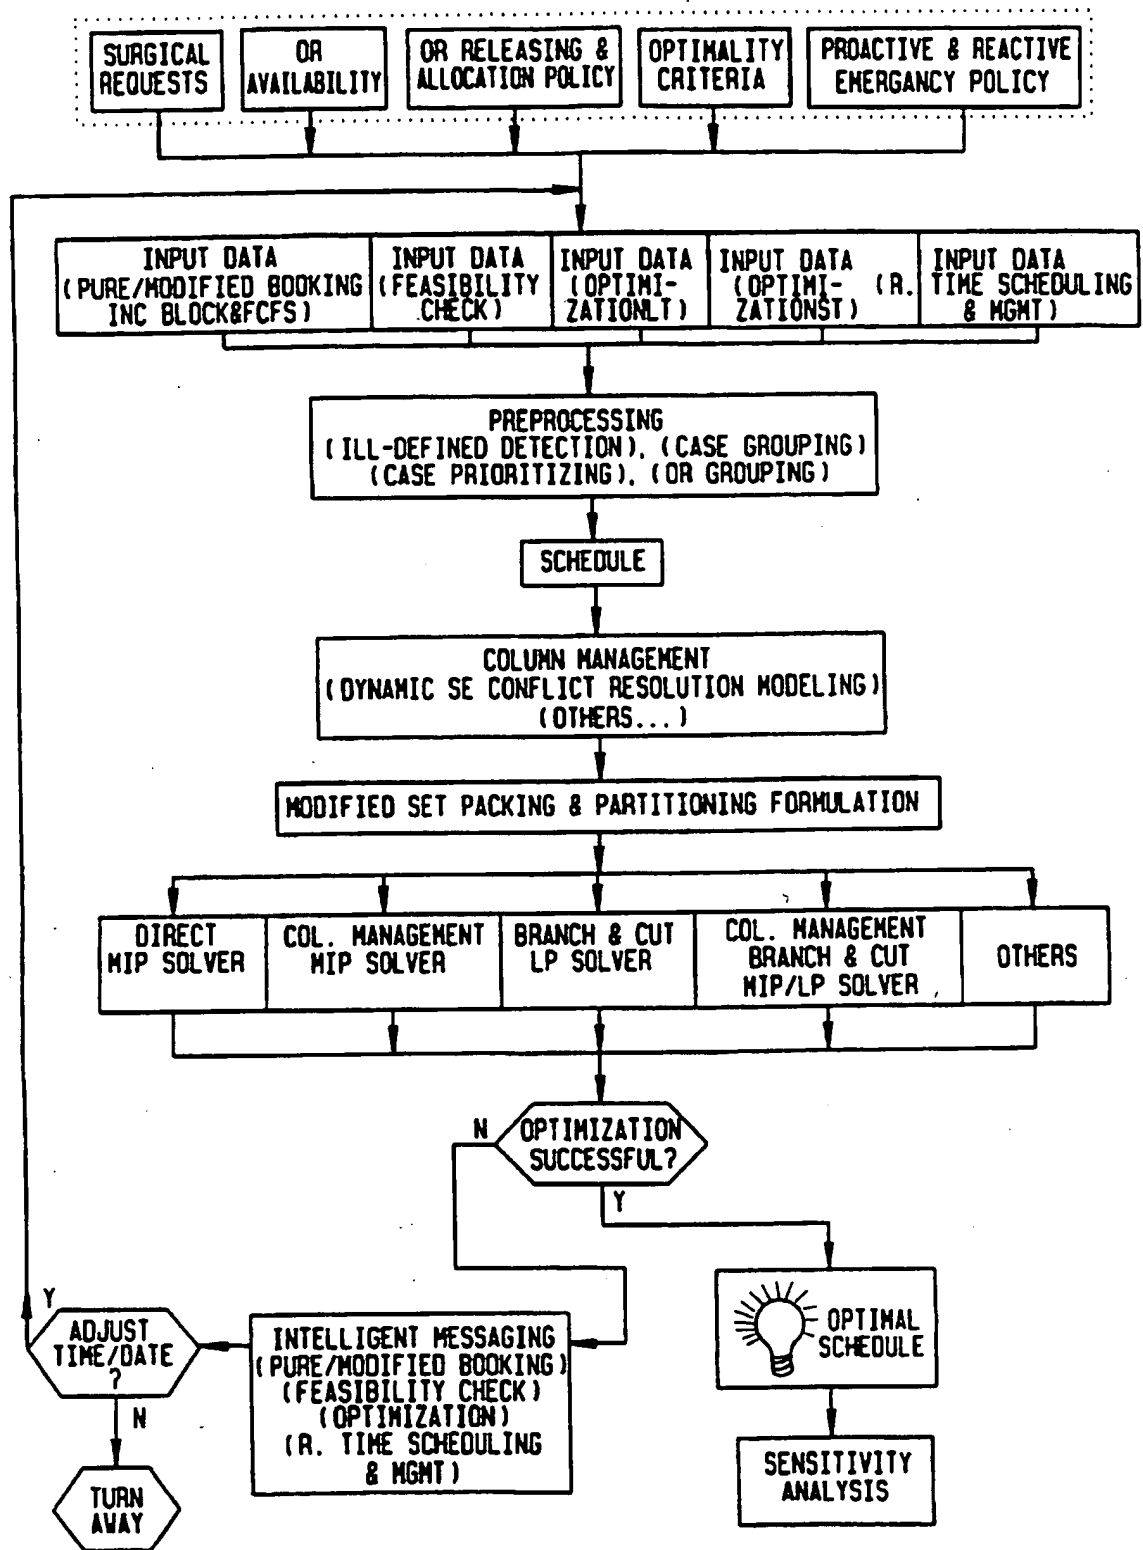 SURGICAL
REQUESTS
OR
AVAILABILITY
OR RELEASING &
ALLOCATION POLICY
OPTIMALITY
CRITERIA
PROACTIVE & REACTIVE
EMERGANCY POLICY
INPUT DATA
(PURE/MODIFIED BOOKING
INC BLOCK&FCFS)
INPUT DATA
(FEASIBILITY
CHECK)
INPUT DATA
(OPTIMI-
ZATIONLT)
INPUT DATA
(OPTIMI-
ZATIONST)
INPUT DATA
(R. TIME SCHEDULING
& MGMT)
PREPROCESSING
(ILL-DEFINED DETECTION), (CASE GROUPING)
(CASE PRIORITIZING), (OR GROUPING)
SCHEDULE
COLUMN MANAGEMENT
(DYNAMIC SE CONFLICT RESOLUTION MODELING)
(OTHERS...)
MODIFIED SET PACKING & PARTITIONING FORMULATION
DIRECT
MIP SOLVER
COL. MANAGEMENT
MIP SOLVER
BRANCH & CUT
LP SOLVER
COL. MANAGEMENT
BRANCH & CUT
MIP/LP SOLVER
OTHERS
N
OPTIMIZATION
SUCCESSFUL?
Y
OPTIMAL
SCHEDULE
SENSITIVITY
ANALYSIS
INTELLIGENT MESSAGING
(PURE/MODIFIED BOOKING)
(FEASIBILITY CHECK)
(OPTIMIZATION)
(R. TIME SCHEDULING
& MGMT)
Y
ADJUST
TIME/DATE
?
N
TURN
AWAY